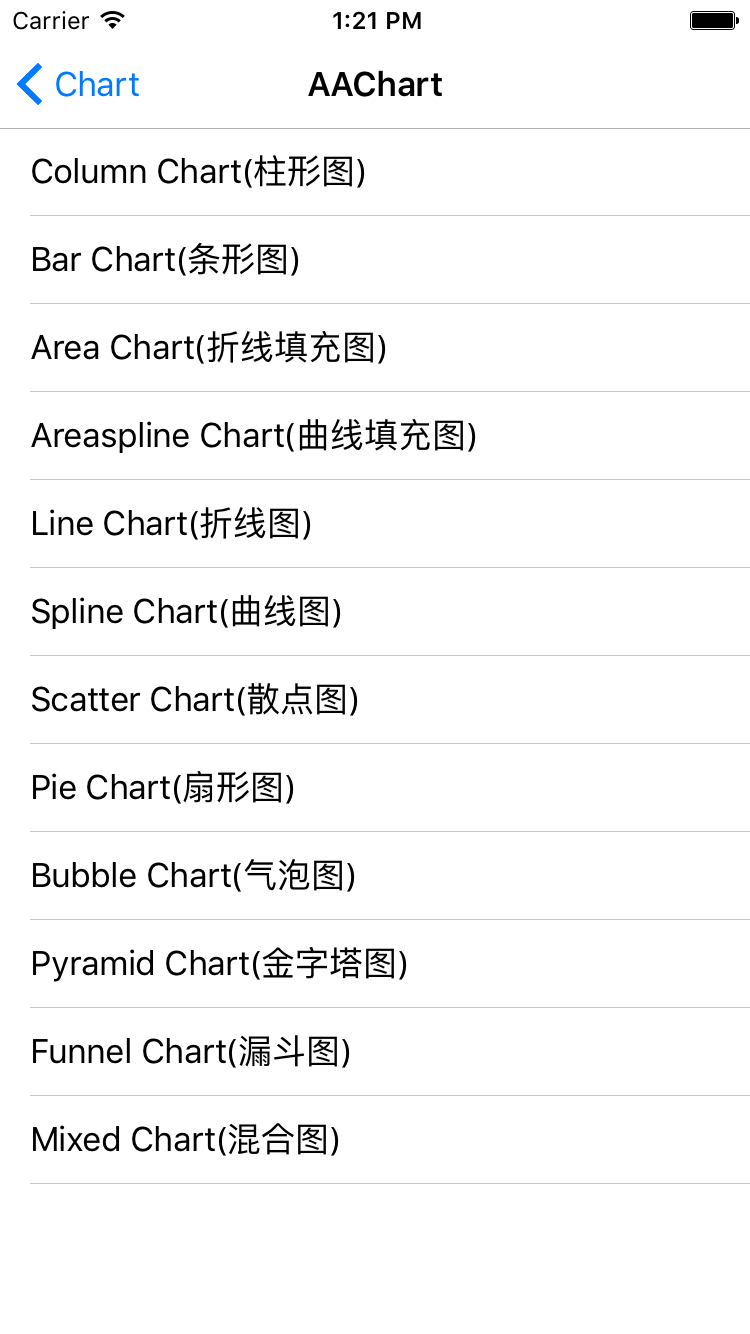 Carrier 1:21 PM
Chart AAChart
Column Chart(柱形图)
Bar Chart(条形图)
Area Chart(折线填充图)
Areaspline Chart(曲线填充图)
Line Chart(折线图)
Spline Chart(曲线图)
Scatter Chart(散点图)
Pie Chart(扇形图)
Bubble Chart(气泡图)
Pyramid Chart(金字塔图)
Funnel Chart(漏斗图)
Mixed Chart(混合图)